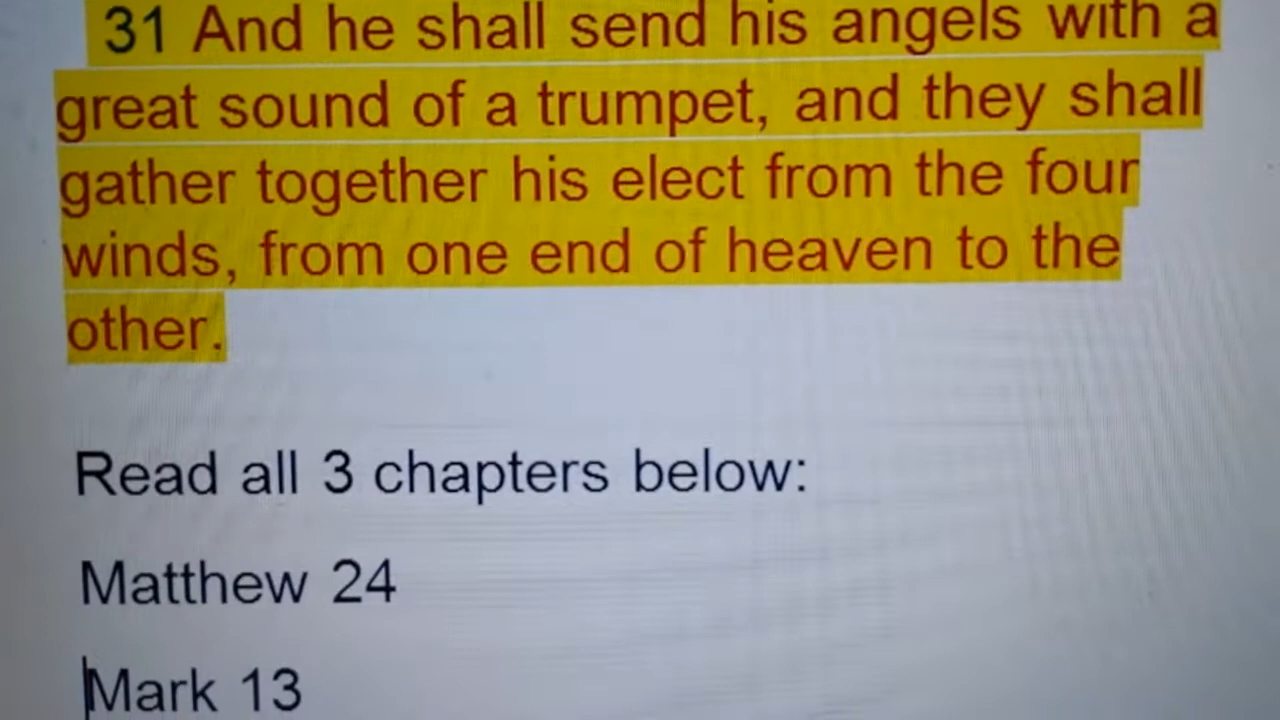 31 And he shall send his angels with a
great sound of a trumpet, and they shall
gather together his elect from the four
winds, from one end of heaven to the
other.
Read all 3 chapters below:
Matthew 24
Mark 13